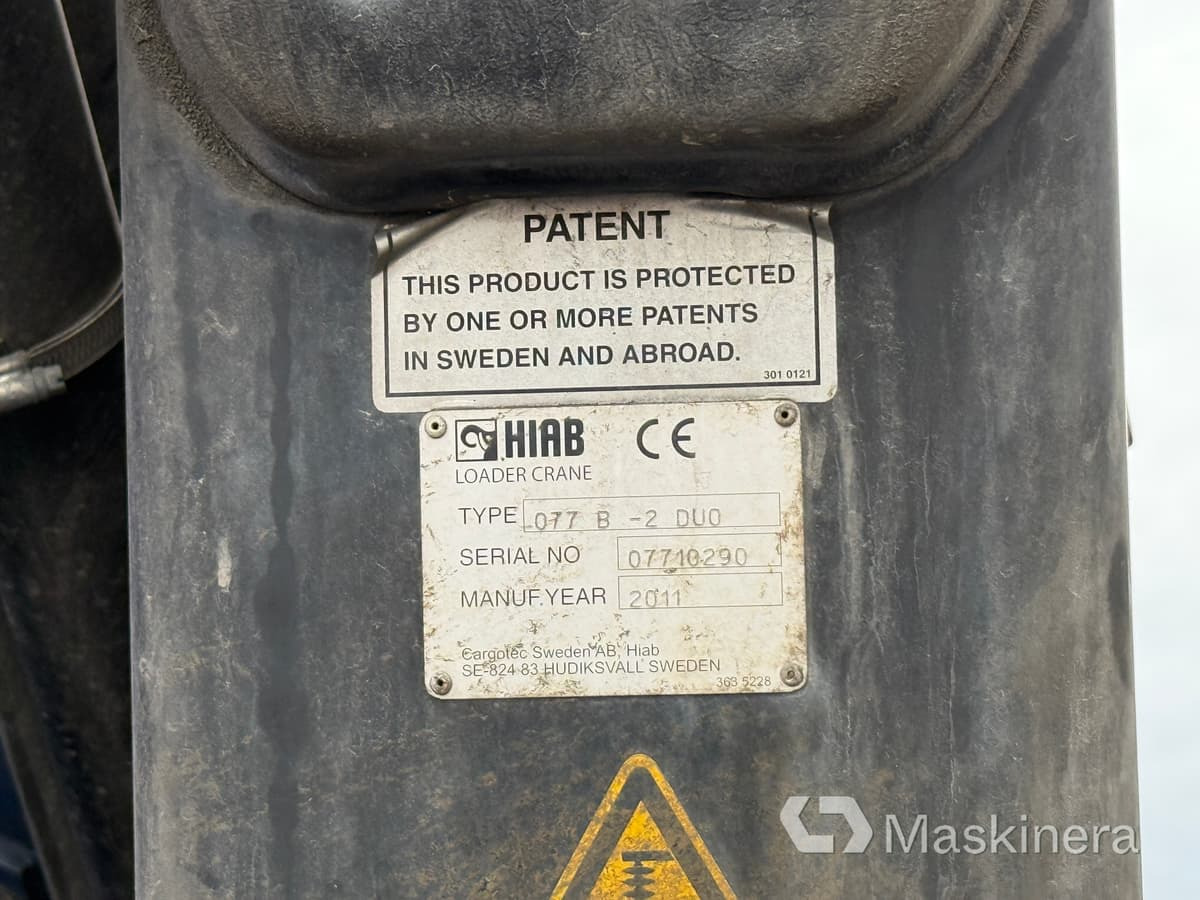 PATENT
THIS PRODUCT IS PROTECTED
BY ONE OR MORE PATENTS
IN SWEDEN AND ABROAD.
301 0121
HIAB CE
LOADER CRANE
TYPE 077 B -2 DUO
SERIAL NO 07710290
MANUF.YEAR 2011
Cargotec Sweden AB, Hiab
SE-824 83 HUDIKSVALL SWEDEN
363 5228
Maskinera